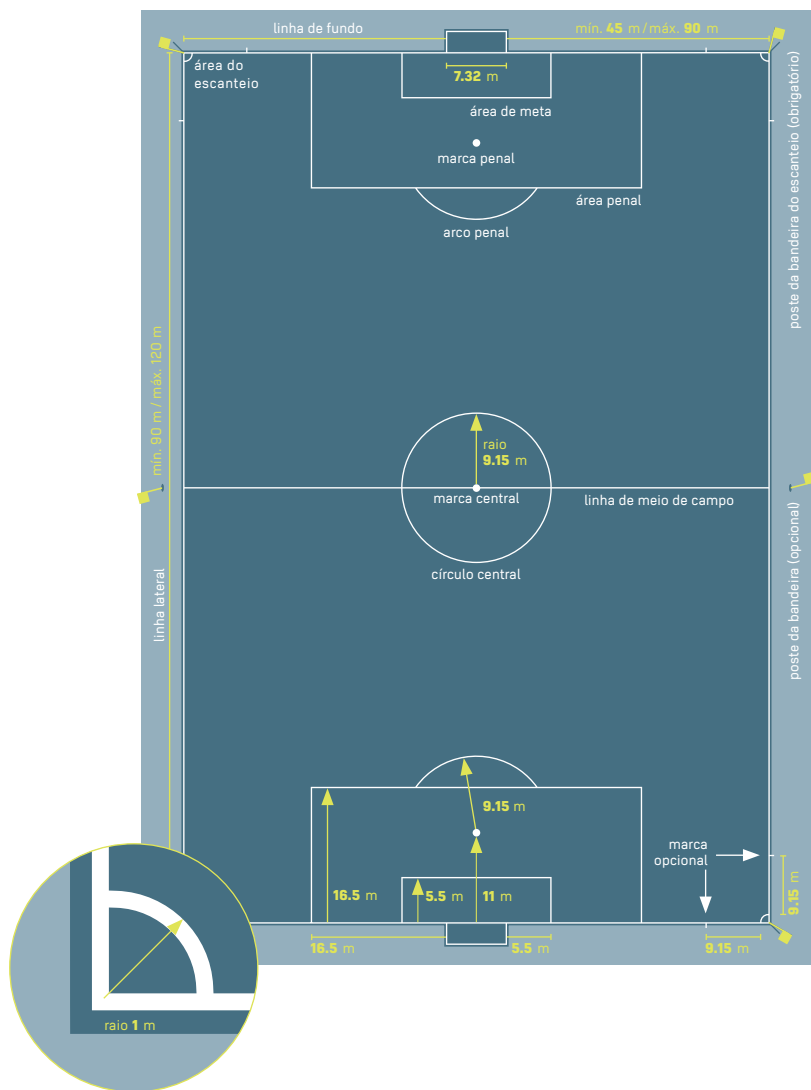 linha de fundo
mín. 45 m/máx. 90 m
área do
escanteio
7.32 m
área de meta
marca penal
área penal
arco penal
poste da bandeira do escanteio (obrigatório)
mín. 90 m / máx. 120 m
raio
9.15 m
marca central
linha de meio de campo
círculo central
linha lateral
poste da bandeira (opcional)
9.15 m
marca
opcional
16.5 m
5.5 m
11 m
9.15 m
16.5 m
5.5 m
9.15 m
raio 1 m